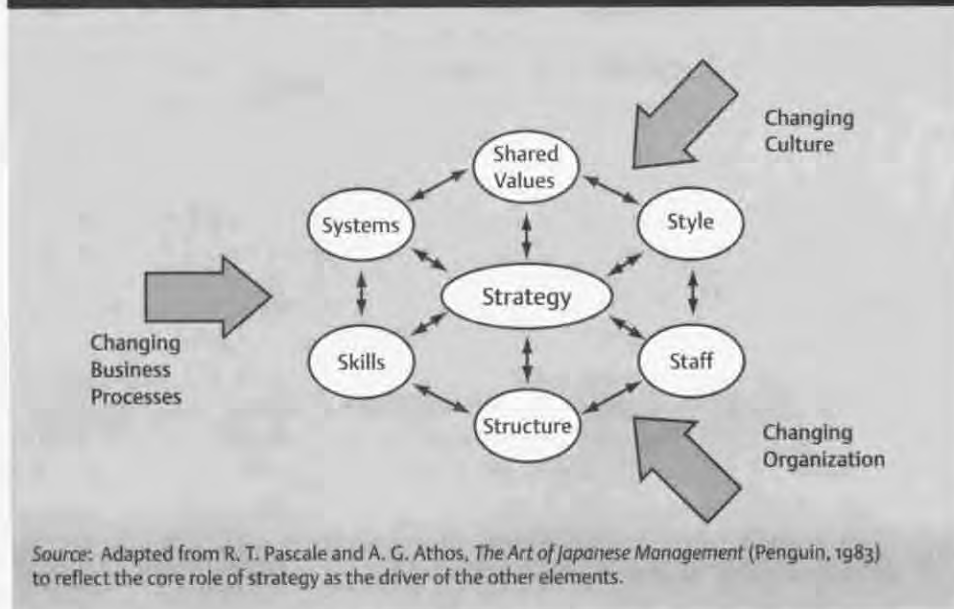 Changing
Culture
Shared
Values
Systems
Style
Strategy
Changing
Business
Processes
Skills
Staff
Structure
Changing
Organization
Source: Adapted from R. T. Pascale and A. G. Athos, The Art of Japanese Management (Penguin, 1983)
to reflect the core role of strategy as the driver of the other elements.